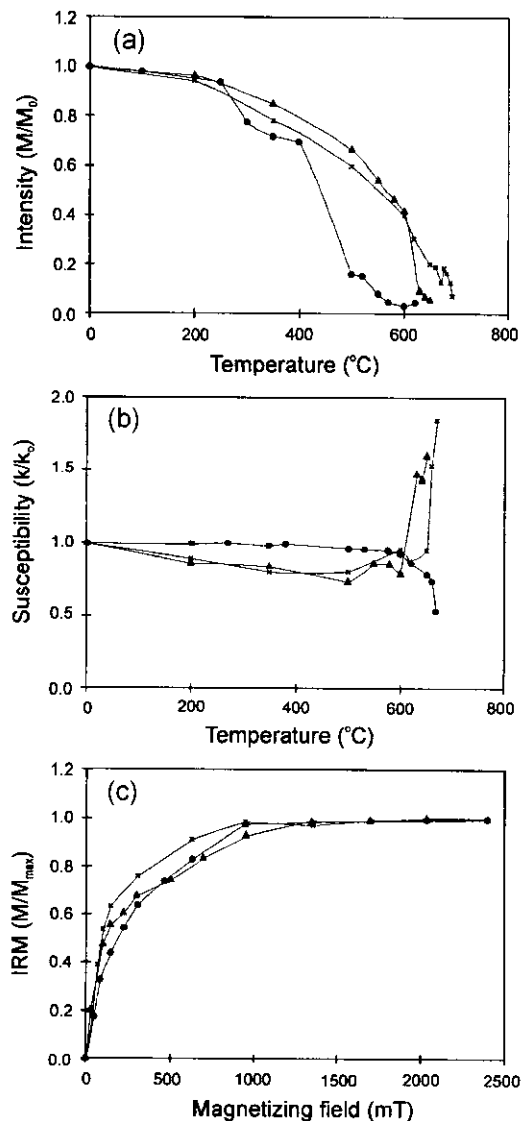 (a)
1.2
1.0
0.8
0.6
0.4
0.2
0.0
Intensity (M/M₀)
0 200 400 600 800
Temperature (°C)
(b)
2.0
1.5
1.0
0.5
0.0
Susceptibility (k/k₀)
0 200 400 600 800
Temperature (°C)
(c)
1.2
1.0
0.8
0.6
0.4
0.2
0.0
IRM (M/Mmax)
0 500 1000 1500 2000 2500
Magnetizing field (mT)